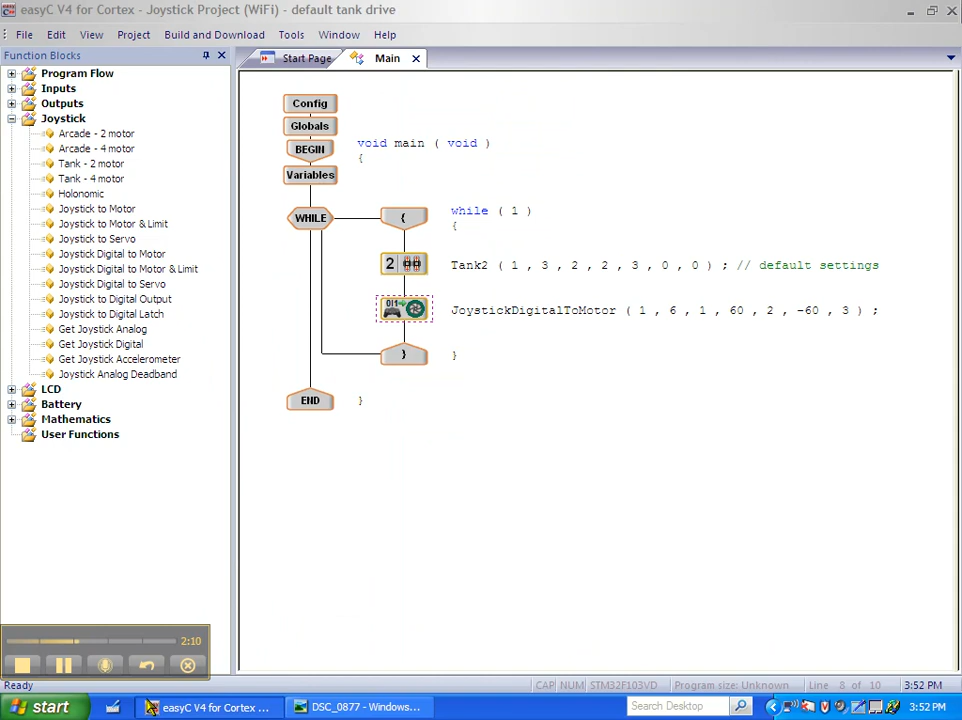 easyC V4 for Cortex - Joystick Project (WiFi) - default tank drive
File Edit View Project Build and Download Tools Window Help
Function Blocks
Start Page Main
Program Flow
Inputs
Outputs
Joystick
Arcade - 2 motor
Arcade - 4 motor
Tank - 2 motor
Tank - 4 motor
Holonomic
Joystick to Motor
Joystick to Motor & Limit
Joystick to Servo
Joystick Digital to Motor
Joystick Digital to Motor & Limit
Joystick Digital to Servo
Joystick to Digital Output
Joystick to Digital Latch
Get Joystick Analog
Get Joystick Digital
Get Joystick Accelerometer
Joystick Analog Deadband
LCD
Battery
Mathematics
User Functions
Config
Globals
BEGIN void main ( void )
{
Variables
WHILE { while ( 1 )
{
2 Tank2 ( 1 , 3 , 2 , 2 , 3 , 0 , 0 ) ; // default settings
JoystickDigitalToMotor ( 1 , 6 , 1 , 60 , 2 , -60 , 3 ) ;
} }
END }
2:10
Ready CAP NUM STM32F103VD Program size: Unknown Line 8 of 10 3:52 PM
start easyC V4 for Cortex ... DSC_0877 - Windows... Search Desktop 3:52 PM